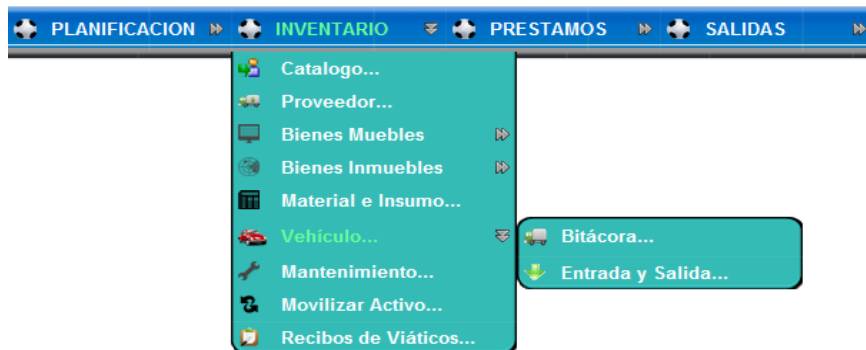 PLANIFICACION INVENTARIO PRESTAMOS SALIDAS
Catalogo...
Proveedor...
Bienes Muebles
Bienes Inmuebles
Material e Insumo...
Vehículo...
Bitácora...
Mantenimiento...
Entrada y Salida...
Movilizar Activo...
Recibos de Viáticos...